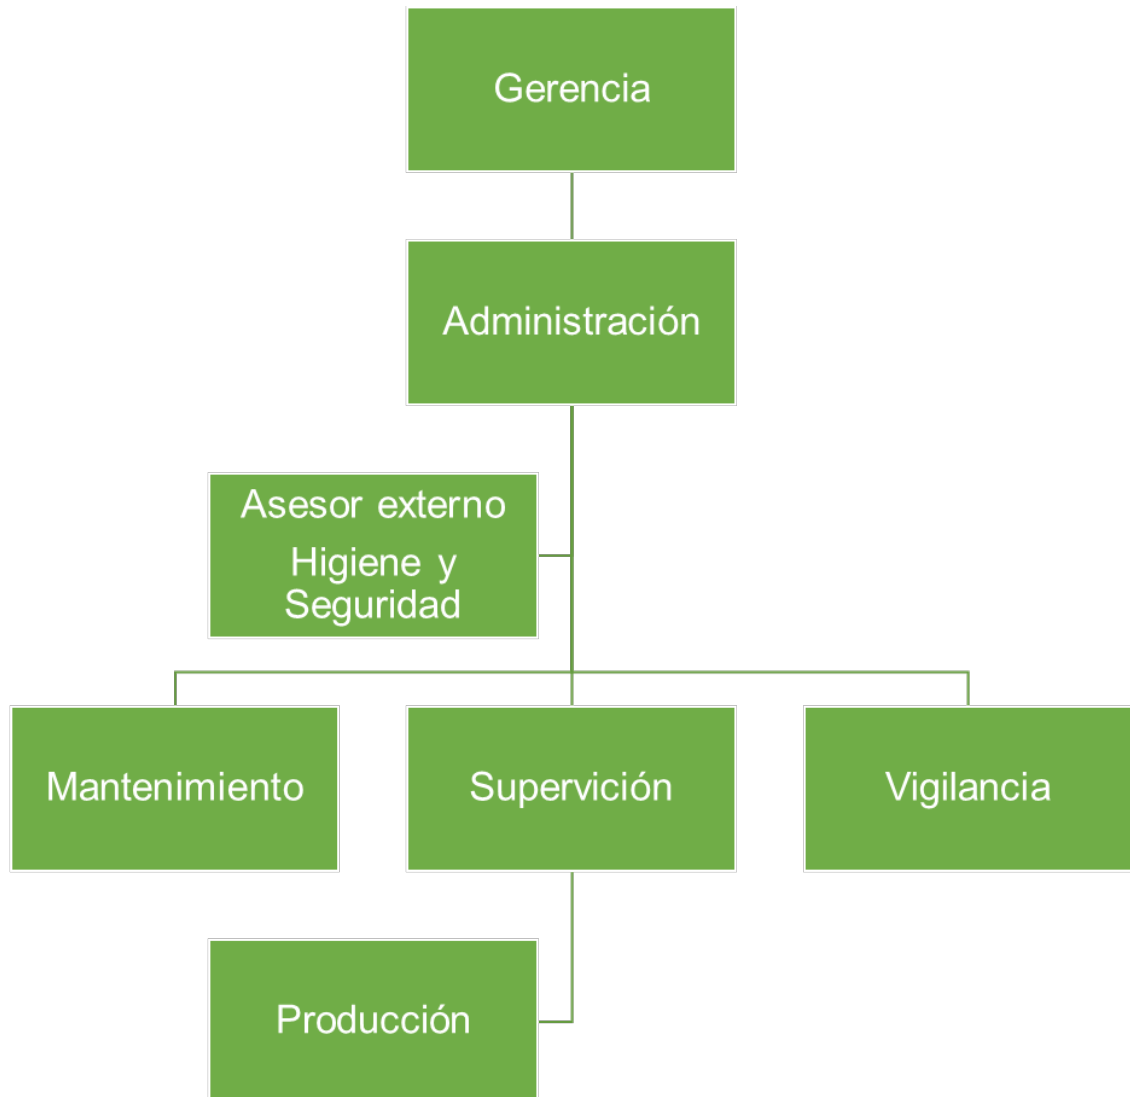 Gerencia
Administración
Asesor externo
Higiene y
Seguridad
Mantenimiento
Supervición
Vigilancia
Producción